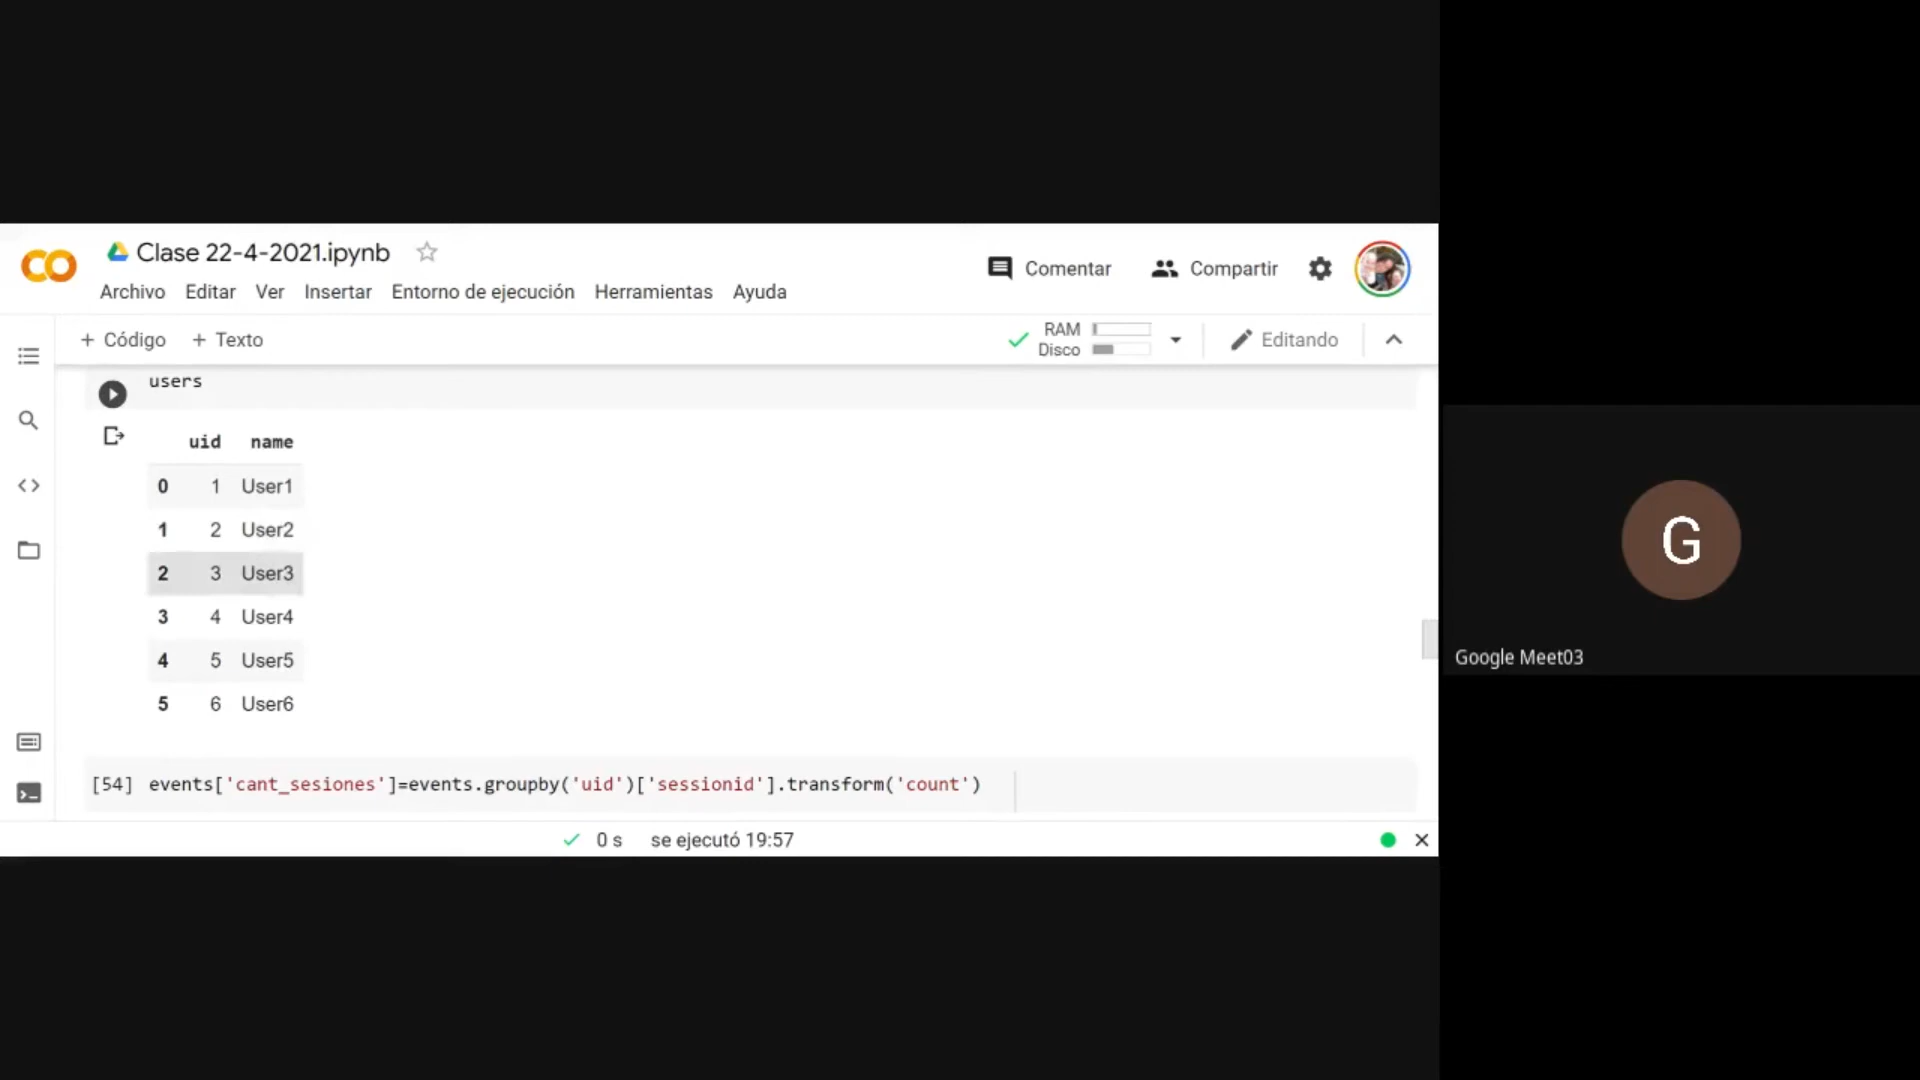 Clase 22-4-2021.ipynb
Comentar
Compartir
Archivo Editar Ver Insertar Entorno de ejecución Herramientas Ayuda
+ Código + Texto
RAM
Disco
Editando
users
uid name
0 1 User1
1 2 User2
2 3 User3
3 4 User4
4 5 User5
5 6 User6
[54] events['cant_sesiones']=events.groupby('uid')['sessionid'].transform('count')
0 s se ejecutó 19:57
G
Google Meet03